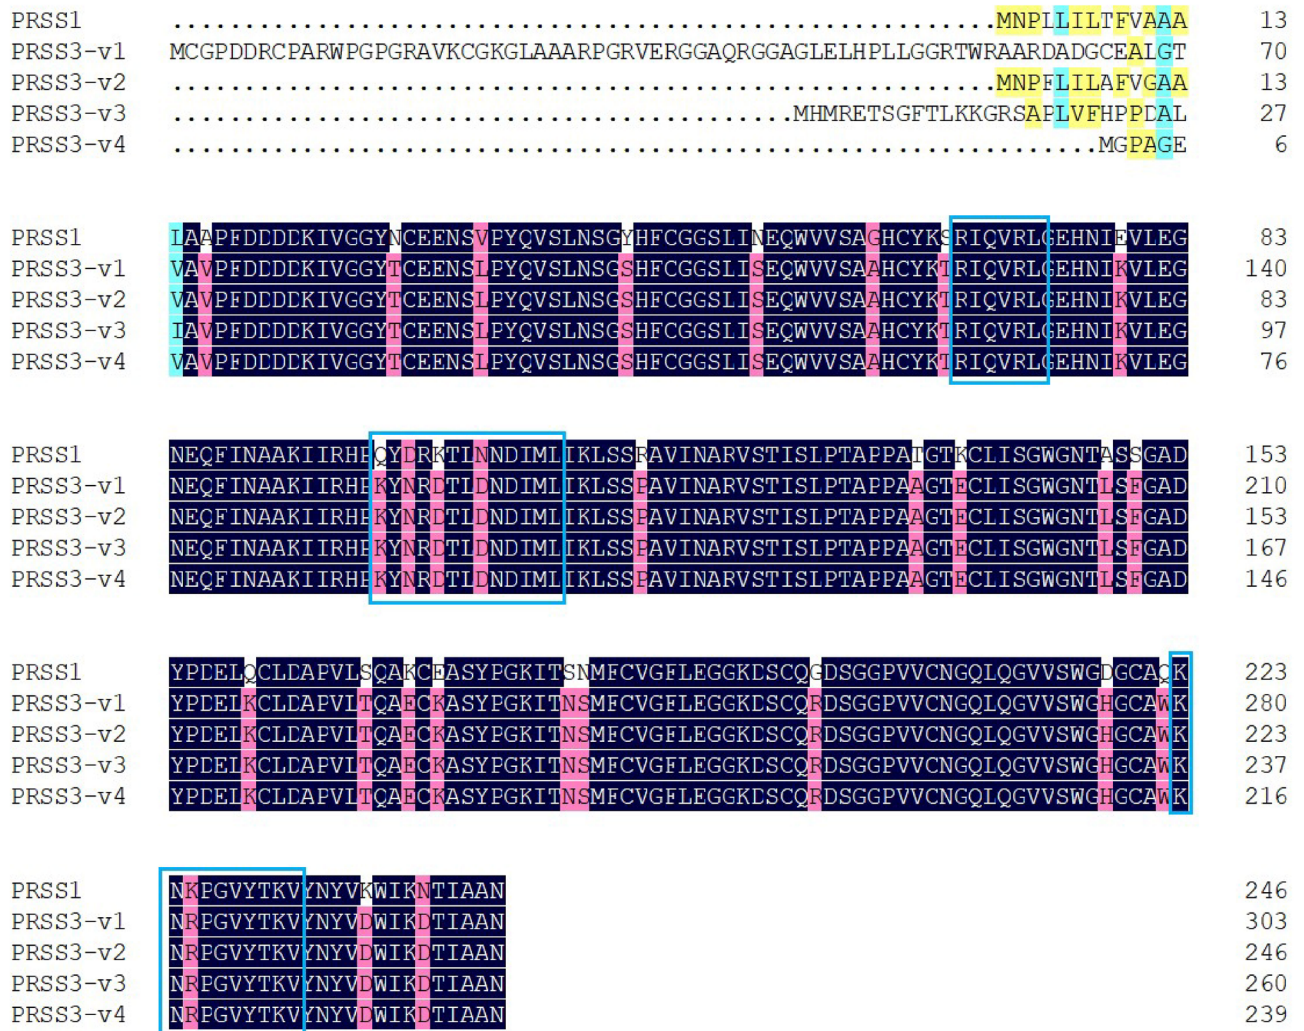 PRSS1 .........................................................MNPLLILTFVAAA 13
PRSS3-v1 MCGPDDRCPARWPGPGRAVKCGKGLAAARPGRVERGGAQRGGAGLELHPLLGGRTWRAARDADGCEALGT 70
PRSS3-v2 .........................................................MNPFLILAFVGAA 13
PRSS3-v3 ...........................................MHMRETSGFTLKKGRSAPLVFHPPDAL 27
PRSS3-v4 ................................................................MGPAGE 6
PRSS1 LAAPFDDDDKIVGGYNCEENSVPYQVSLNSGYHFCGGSLINEQWVVSAGHCYKSRIQVRLGEHNIEVLEG 83
PRSS3-v1 VAVPFDDDDKIVGGYTCEENSLPYQVSLNSGSHFCGGSLISEQWVVSAAHCYKTRIQVRLGEHNIKVLEG 140
PRSS3-v2 VAVPFDDDDKIVGGYTCEENSLPYQVSLNSGSHFCGGSLISEQWVVSAAHCYKTRIQVRLGEHNIKVLEG 83
PRSS3-v3 IAVPFDDDDKIVGGYTCEENSLPYQVSLNSGSHFCGGSLISEQWVVSAAHCYKTRIQVRLGEHNIKVLEG 97
PRSS3-v4 VAVPFDDDDKIVGGYTCEENSLPYQVSLNSGSHFCGGSLISEQWVVSAAHCYKTRIQVRLGEHNIKVLEG 76
PRSS1 NEQFINAAKIIRHPQYDRKTLNNDIMLIKLSSRAVINARVSTISLPTAPPATGTKCLISGWGNTASSGAD 153
PRSS3-v1 NEQFINAAKIIRHPKYNRDTLDNDIMLIKLSSPAVINARVSTISLPTAPPAAGTECLISGWGNTLSFGAD 210
PRSS3-v2 NEQFINAAKIIRHPKYNRDTLDNDIMLIKLSSPAVINARVSTISLPTAPPAAGTECLISGWGNTLSFGAD 153
PRSS3-v3 NEQFINAAKIIRHPKYNRDTLDNDIMLIKLSSPAVINARVSTISLPTAPPAAGTECLISGWGNTLSFGAD 167
PRSS3-v4 NEQFINAAKIIRHPKYNRDTLDNDIMLIKLSSPAVINARVSTISLPTAPPAAGTECLISGWGNTLSFGAD 146
PRSS1 YPDELQCLDAPVLSQAKCEASYPGKITSNMFCVGFLEGGKDSCQGDSGGPVVCNGQLQGVVSWGDGCAQK 223
PRSS3-v1 YPDELKCLDAPVLTQAECKASYPGKITNSMFCVGFLEGGKDSCQRDSGGPVVCNGQLQGVVSWGHGCAWK 280
PRSS3-v2 YPDELKCLDAPVLTQAECKASYPGKITNSMFCVGFLEGGKDSCQRDSGGPVVCNGQLQGVVSWGHGCAWK 223
PRSS3-v3 YPDELKCLDAPVLTQAECKASYPGKITNSMFCVGFLEGGKDSCQRDSGGPVVCNGQLQGVVSWGHGCAWK 237
PRSS3-v4 YPDELKCLDAPVLTQAECKASYPGKITNSMFCVGFLEGGKDSCQRDSGGPVVCNGQLQGVVSWGHGCAWK 216
PRSS1 NKPGVYTKVYNYVKWIKNTIAAN 246
PRSS3-v1 NRPGVYTKVYNYVDWIKDTIAAN 303
PRSS3-v2 NRPGVYTKVYNYVDWIKDTIAAN 246
PRSS3-v3 NRPGVYTKVYNYVDWIKDTIAAN 260
PRSS3-v4 NRPGVYTKVYNYVDWIKDTIAAN 239